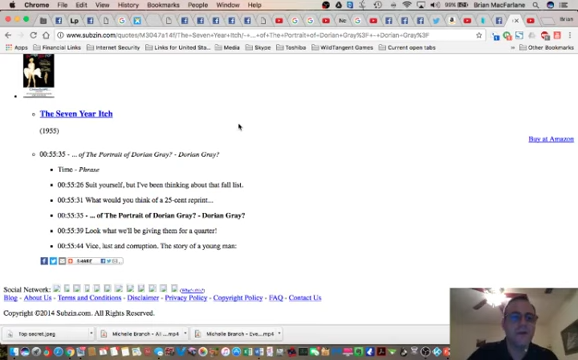 Chrome File Edit View History Bookmarks People Window Help
99%
Brian MacFarlane
Brian
www.subzin.com/quotes/M3047a14f/The+Seven+Year+Itch/-+...+of+The+Portrait+of+Dorian+Gray%3F+-+Dorian+Gray%3F
Apps Financial Links Internet Security Links for United Sta... Media Skype Toshiba WildTangent Games Current open tabs Other Bookmarks
The Seven Year Itch
(1955)
Buy at Amazon
00:55:35 - ... of The Portrait of Dorian Gray? - Dorian Gray?
Time - Phrase
00:55:26 Suit yourself, but I've been thinking about that fall list.
00:55:31 What would you think of a 25-cent reprint...
00:55:35 - ... of The Portrait of Dorian Gray? - Dorian Gray?
00:55:39 Look what we'll be giving them for a quarter!
00:55:44 Vice, lust and corruption. The story of a young man:
SHARE
Social Network:
Blog - About Us - Terms and Conditions - Disclaimer - Privacy Policy - Copyright Policy - FAQ - Contact Us
Copyright ©2014 Subzin.com. All Rights Reserved.
Top secret.jpeg
Michelle Branch - All ....mp4
Michelle Branch - Eve....mp4